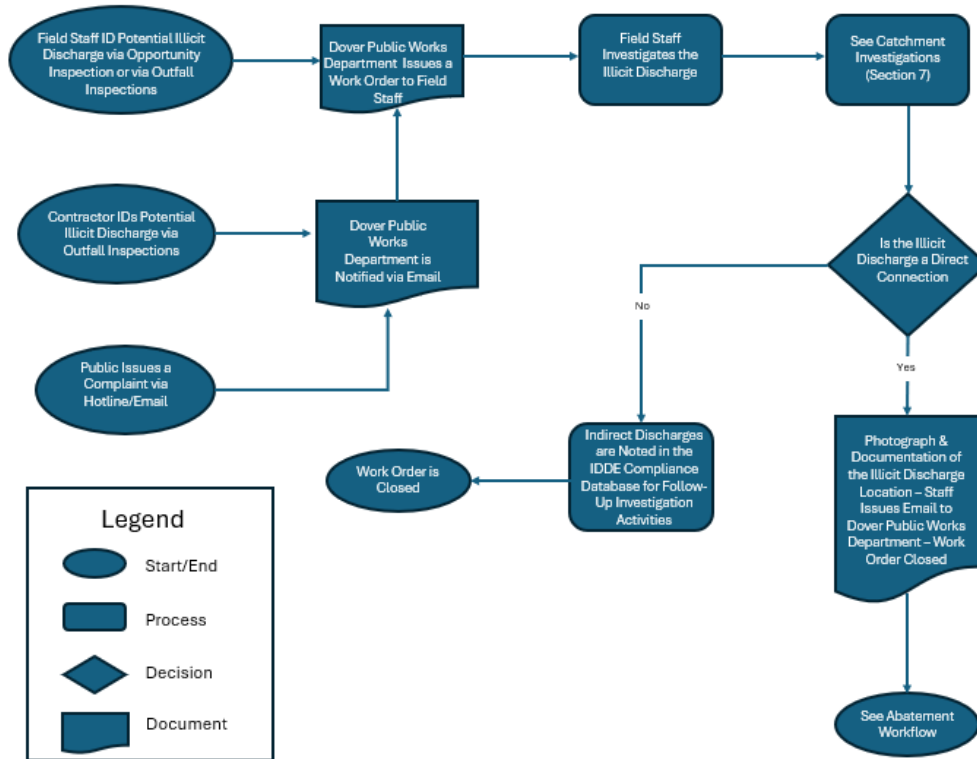 Field Staff ID Potential Illicit
Discharge via Opportunity
Inspection or via Outfall
Inspections
Dover Public Works
Department Issues a
Work Order to Field
Staff
Field Staff
Investigates the
Illicit Discharge
See Catchment
Investigations
(Section 7)
Contractor IDs Potential
Illicit Discharge via
Outfall Inspections
Dover Public
Works
Department is
Notified via Email
Is the Illicit
Discharge a Direct
Connection
No
Yes
Public Issues a
Complaint via
Hotline/Email
Indirect Discharges
are Noted in the
IDDE Compliance
Database for Follow-
Up Investigation
Activities
Work Order is
Closed
Photograph &
Documentation of
the Illicit Discharge
Location – Staff
Issues Email to
Dover Public Works
Department – Work
Order Closed
See Abatement
Workflow
Legend
Start/End
Process
Decision
Document